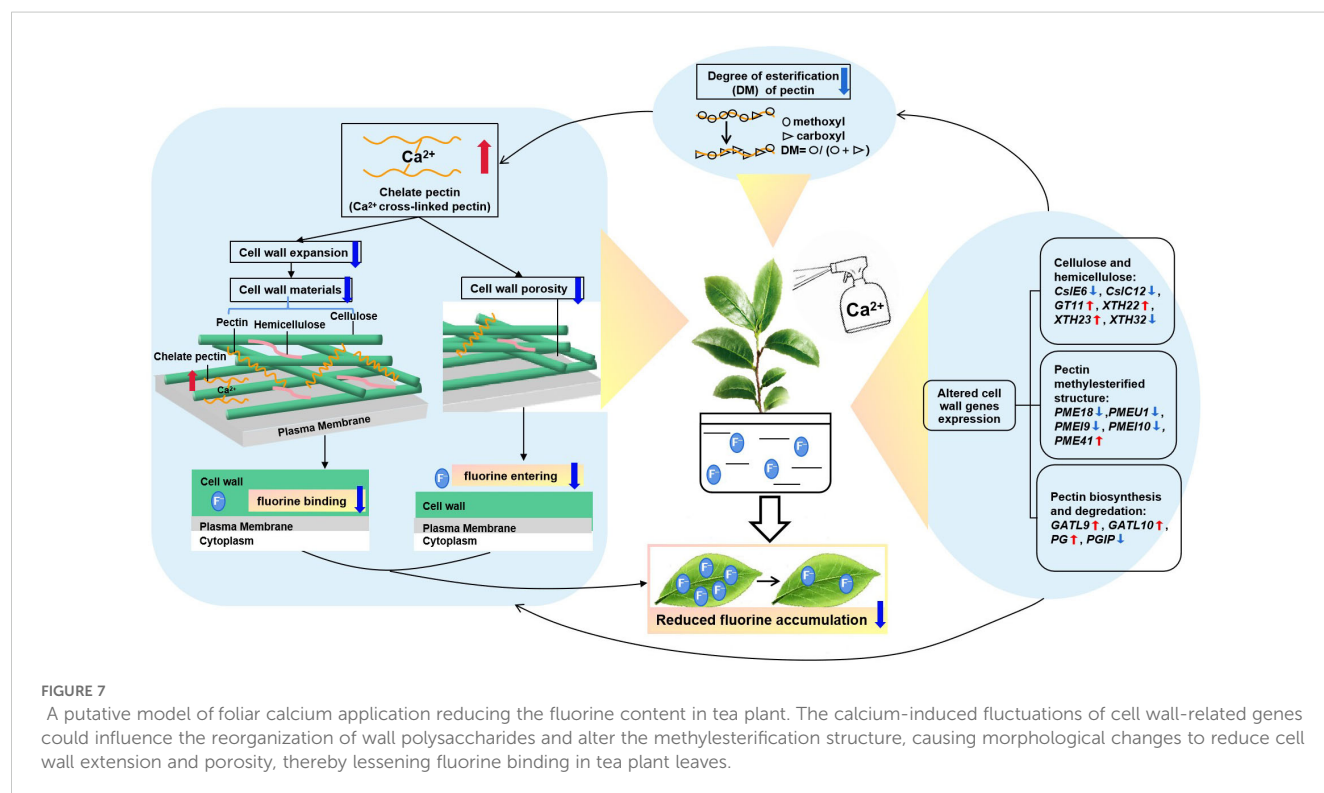 Degree of esterification
(DM) of pectin
methoxyl
carboxyl
DM= O/ (O + ▷)
Ca²⁺
Chelate pectin
(Ca²⁺ cross-linked pectin)
Cell wall expansion
Cell wall materials
Cell wall porosity
Pectin
Hemicellulose
Cellulose
Chelate pectin
Ca²⁺
Plasma Membrane
Cell wall
F⁻
fluorine binding
Plasma Membrane
Cytoplasm
F⁻
fluorine entering
Cell wall
Plasma Membrane
Cytoplasm
Ca²⁺
F⁻
F⁻
F⁻
F⁻
F⁻ F⁻ F⁻ F⁻ F⁻ → F⁻ F⁻
Reduced fluorine accumulation
Altered cell
wall genes
expression
Cellulose and
hemicellulose:
CslE6↓, CslC12↓,
GT11↑, XTH22↑,
XTH23↑, XTH32↓
Pectin
methylesterified
structure:
PME18↓,PMEU1↓,
PMEI9↓, PMEI10↓,
PME41↑
Pectin biosynthesis
and degredation:
GATL9↑, GATL10↑,
PG↑, PGIP↓
FIGURE 7
A putative model of foliar calcium application reducing the fluorine content in tea plant. The calcium-induced fluctuations of cell wall-related genes
could influence the reorganization of wall polysaccharides and alter the methylesterification structure, causing morphological changes to reduce cell
wall extension and porosity, thereby lessening fluorine binding in tea plant leaves.